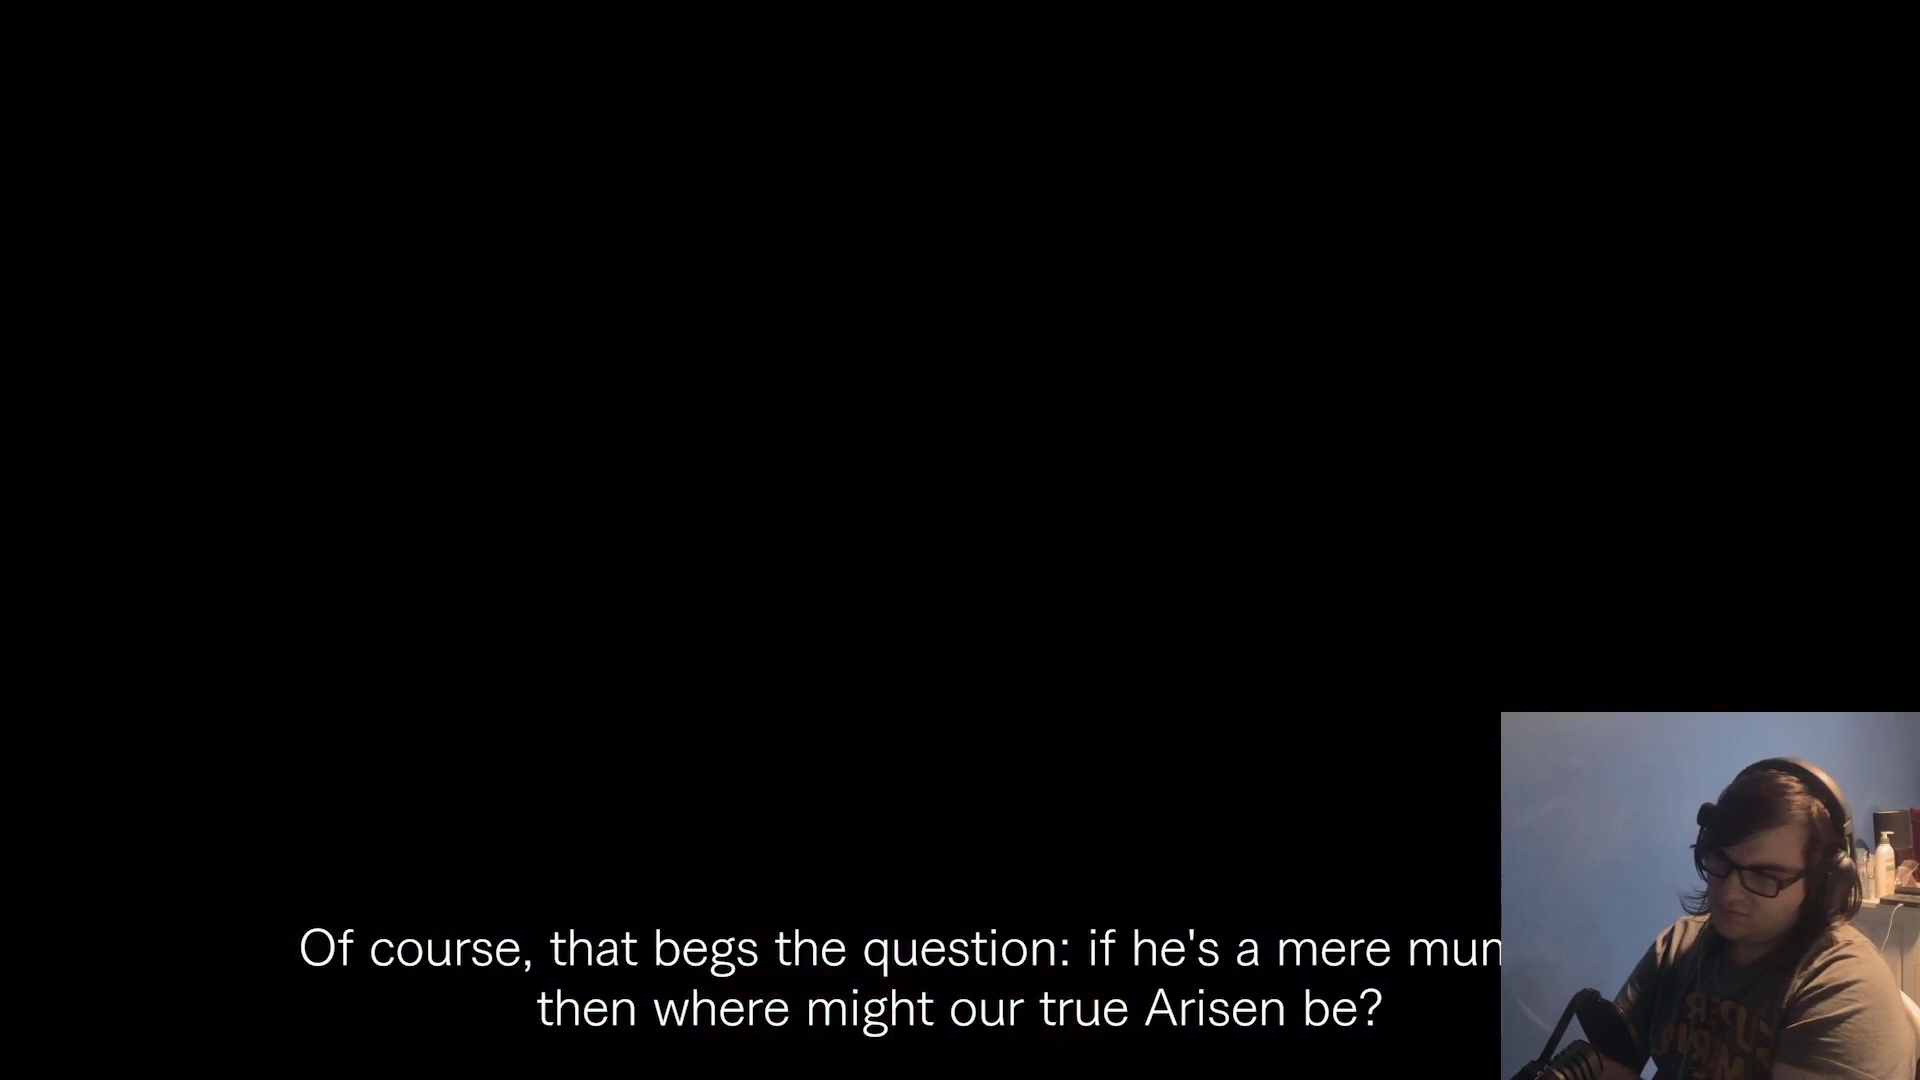 Of course, that begs the question: if he's a mere
then where might our true Arisen be?